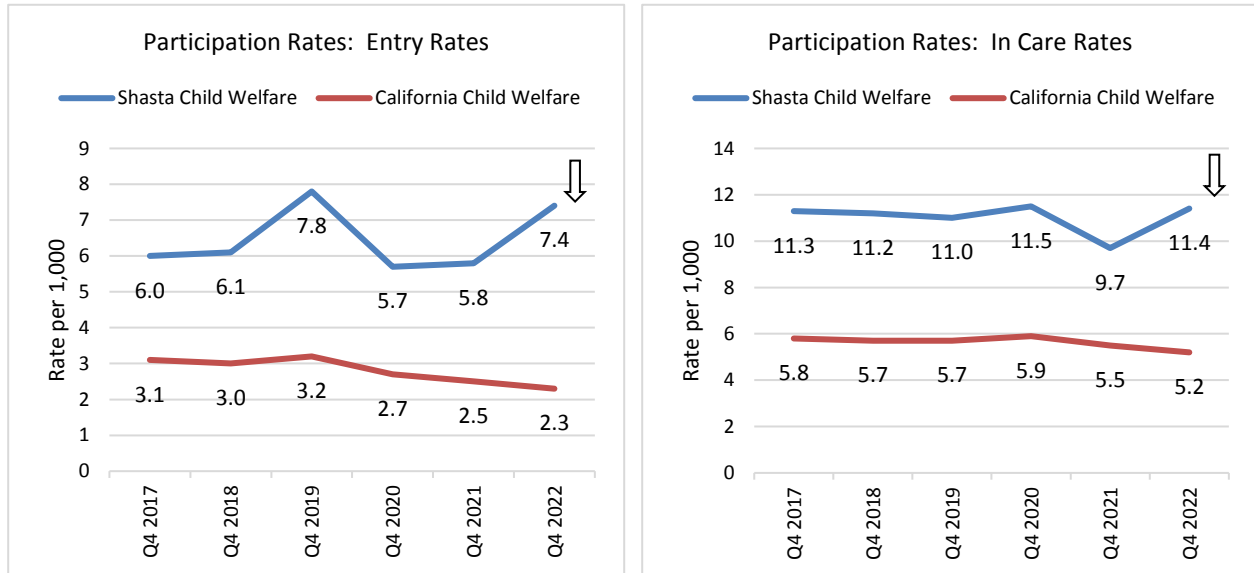 Participation Rates:  Entry Rates
Shasta Child Welfare
California Child Welfare
Rate per 1,000
9
8
7
6
5
4
3
2
1
0
6.0
6.1
7.8
5.7
5.8
7.4
3.1
3.0
3.2
2.7
2.5
2.3
Q4 2017
Q4 2018
Q4 2019
Q4 2020
Q4 2021
Q4 2022
Participation Rates:  In Care Rates
Shasta Child Welfare
California Child Welfare
Rate per 1,000
14
12
10
8
6
4
2
0
11.3
11.2
11.0
11.5
9.7
11.4
5.8
5.7
5.7
5.9
5.5
5.2
Q4 2017
Q4 2018
Q4 2019
Q4 2020
Q4 2021
Q4 2022